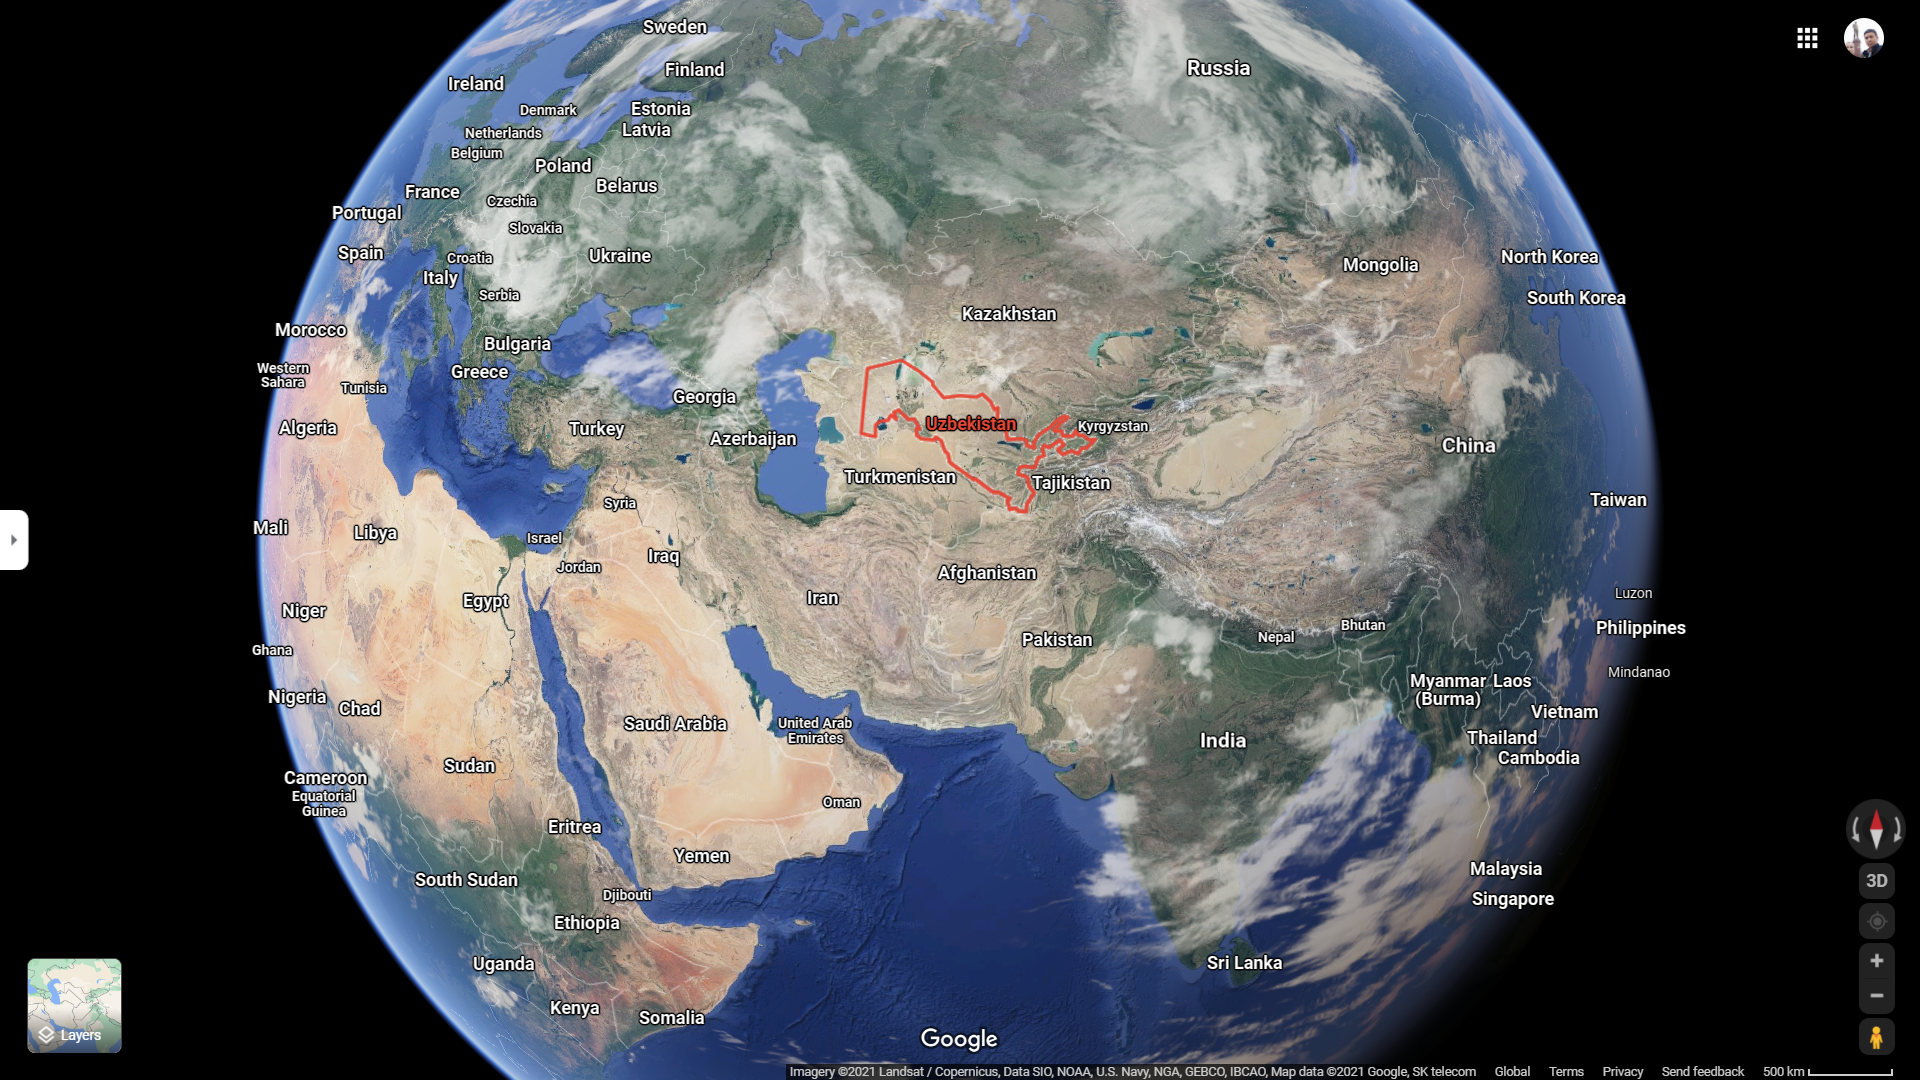 Sweden
Russia
Finland
Ireland
Denmark
Estonia
Netherlands
Latvia
Belgium
Poland
Belarus
France
Czechia
Portugal
Slovakia
Spain
Croatia
Ukraine
North Korea
Italy
Mongolia
Serbia
South Korea
Kazakhstan
Morocco
Bulgaria
Western
Sahara
Greece
Tunisia
Georgia
Algeria
Turkey
Azerbaijan
Uzbekistan
Kyrgyzstan
China
Turkmenistan
Tajikistan
Syria
Taiwan
Mali
Libya
Israel
Iraq
Jordan
Afghanistan
Egypt
Iran
Luzon
Niger
Bhutan
Philippines
Pakistan
Nepal
Ghana
Mindanao
Nigeria
Chad
Myanmar
(Burma)
Laos
Vietnam
Saudi Arabia
United Arab
Emirates
India
Thailand
Cambodia
Sudan
Cameroon
Equatorial
Guinea
Oman
Eritrea
Yemen
Malaysia
South Sudan
3D
Djibouti
Singapore
Ethiopia
Uganda
Sri Lanka
Kenya
Somalia
Layers
Google
Imagery ©2021 Landsat / Copernicus, Data SIO, NOAA, U.S. Navy, NGA, GEBCO, IBCAO, Map data ©2021 Google, SK telecom Global Terms Privacy Send feedback 500 km